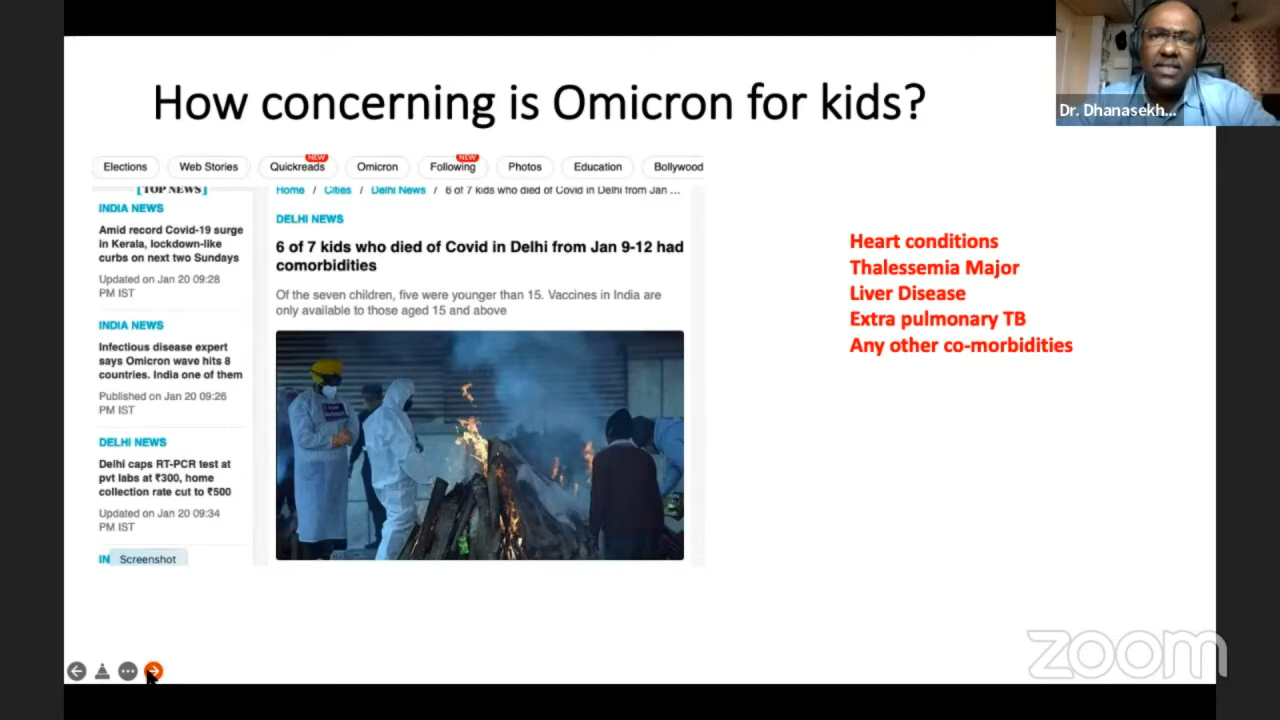 How concerning is Omicron for kids?
Dr. Dhanasekh...
Elections Web Stories Quickreads NEW Omicron Following NEW Photos Education Bollywood
[TOP NEWS]
INDIA NEWS
Amid record Covid-19 surge
in Kerala, lockdown-like
curbs on next two Sundays
Updated on Jan 20 09:28
PM IST
INDIA NEWS
Infectious disease expert
says Omicron wave hits 8
countries. India one of them
Published on Jan 20 09:26
PM IST
DELHI NEWS
Delhi caps RT-PCR test at
pvt labs at ₹300, home
collection rate cut to ₹500
Updated on Jan 20 09:34
PM IST
IN
Screenshot
Home / Cities / Delhi News / 6 of 7 kids who died of Covid in Delhi from Jan ...
DELHI NEWS
6 of 7 kids who died of Covid in Delhi from Jan 9-12 had
comorbidities
Of the seven children, five were younger than 15. Vaccines in India are
only available to those aged 15 and above
Heart conditions
Thalessemia Major
Liver Disease
Extra pulmonary TB
Any other co-morbidities
zoom